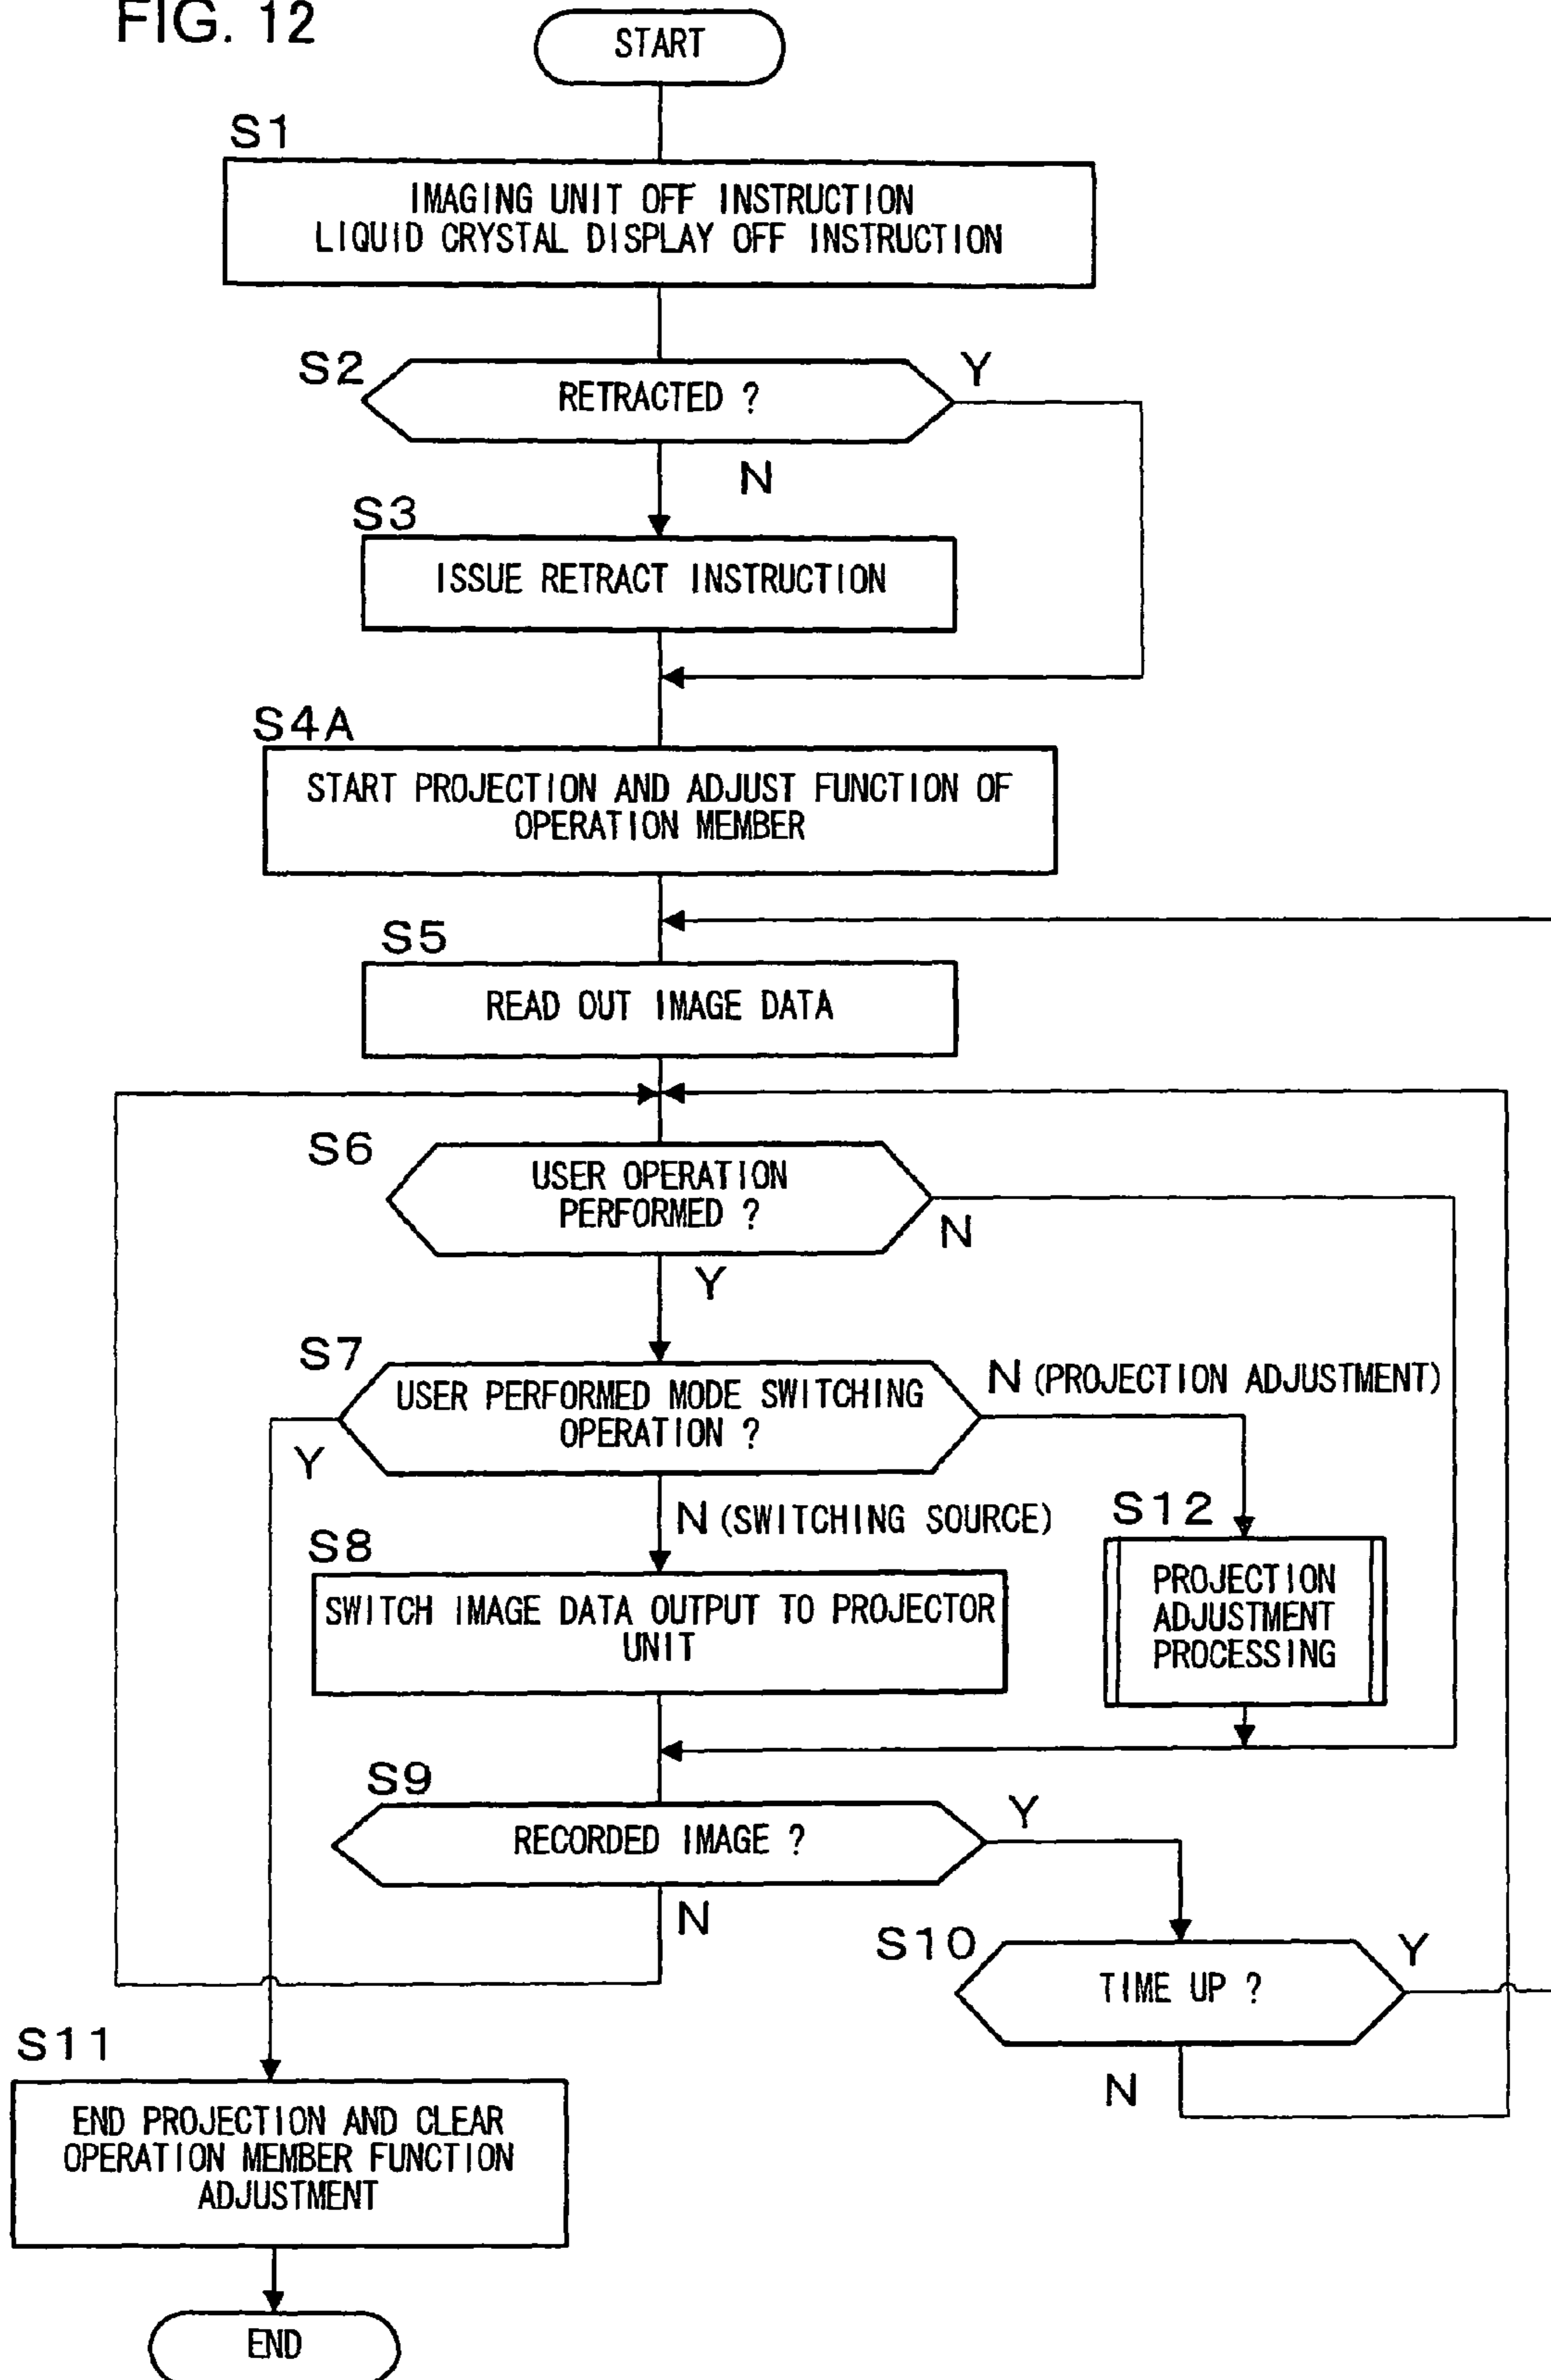 FIG. 12
START
S1
IMAGING UNIT OFF INSTRUCTION
LIQUID CRYSTAL DISPLAY OFF INSTRUCTION
S2
RETRACTED ?
Y
N
S3
ISSUE RETRACT INSTRUCTION
S4A
START PROJECTION AND ADJUST FUNCTION OF
OPERATION MEMBER
S5
READ OUT IMAGE DATA
S6
USER OPERATION
PERFORMED ?
N
Y
S7
USER PERFORMED MODE SWITCHING
OPERATION ?
N (PROJECTION ADJUSTMENT)
Y
N (SWITCHING SOURCE)
S12
PROJECTION
ADJUSTMENT
PROCESSING
S8
SWITCH IMAGE DATA OUTPUT TO PROJECTOR
UNIT
S9
RECORDED IMAGE ?
Y
N
S10
TIME UP ?
Y
N
S11
END PROJECTION AND CLEAR
OPERATION MEMBER FUNCTION
ADJUSTMENT
END